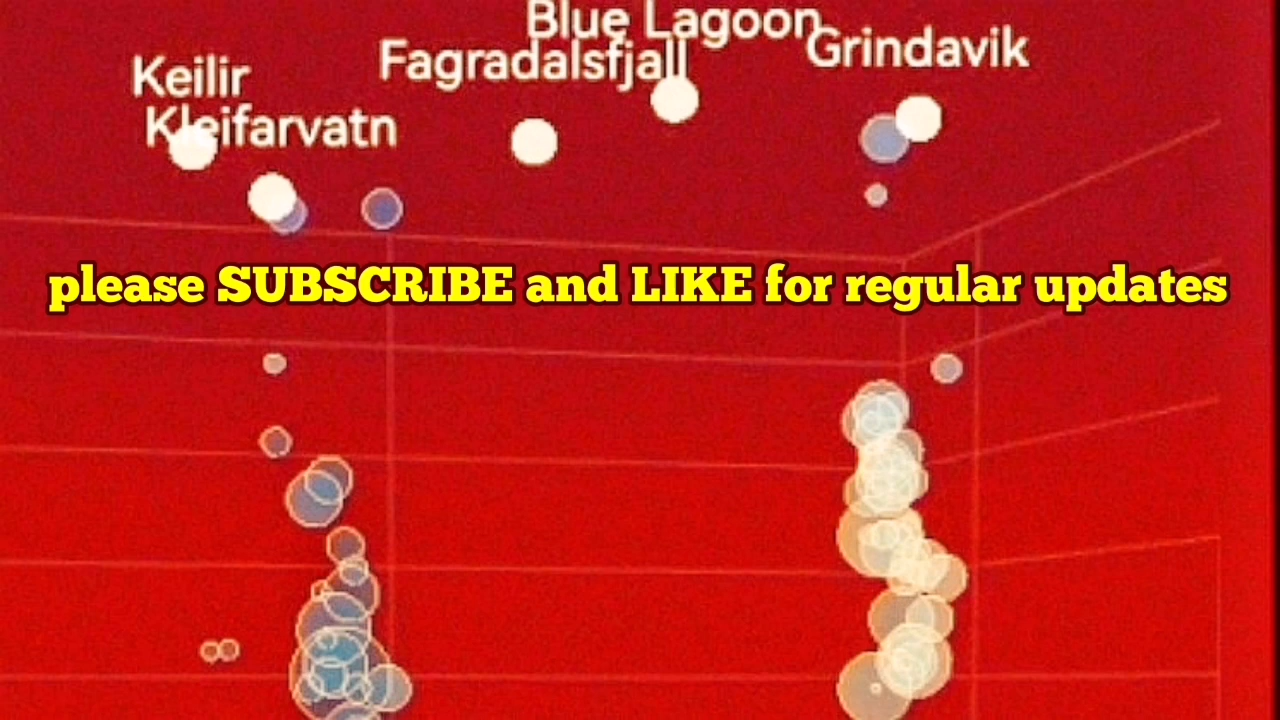 Blue Lagoon
Grindavik
Fagradalsfjall
Keilir
Kleifarvatn
please SUBSCRIBE and LIKE for regular updates